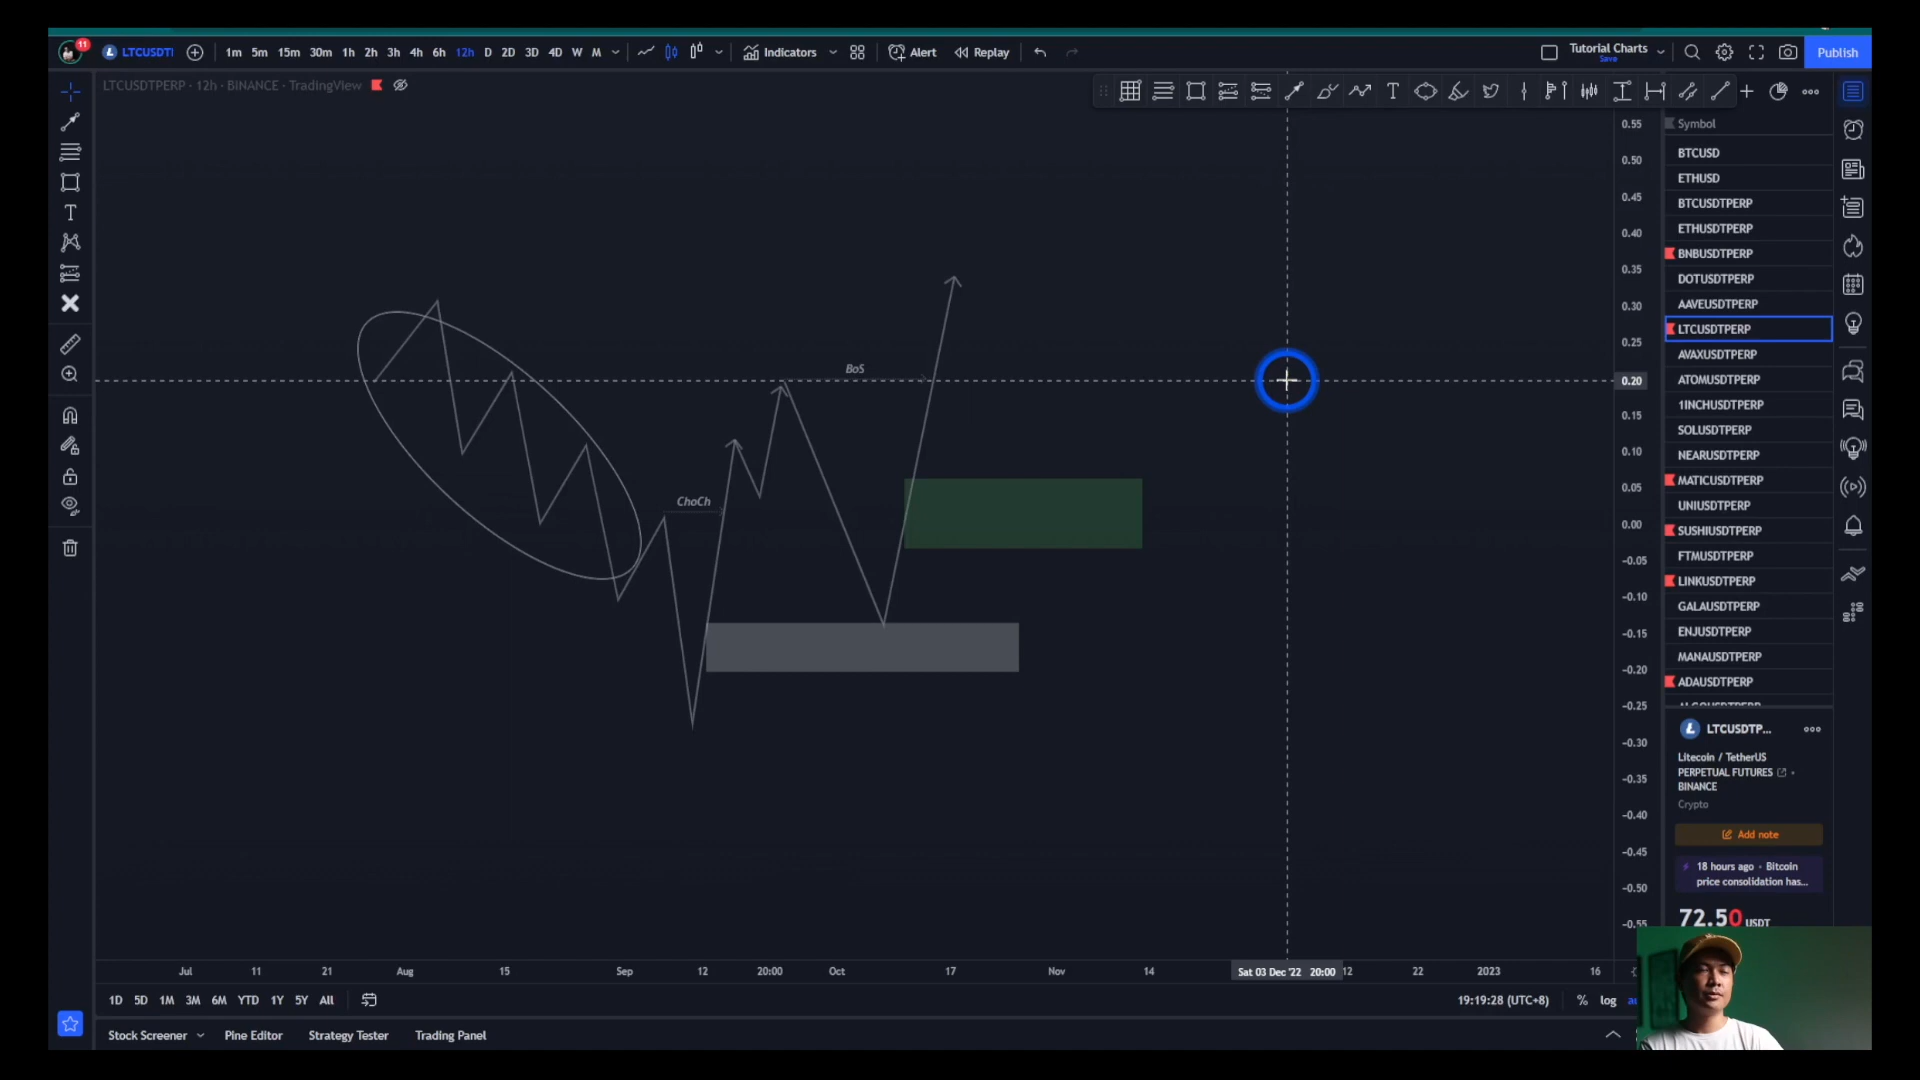 11
LTCUSDT
1m 5m 15m 30m 1h 2h 3h 4h 6h 12h D 2D 3D 4D W M
Indicators
Alert
Replay
Tutorial Charts
Save
Publish
LTCUSDTPERP · 12h · BINANCE · TradingView
Symbol
BTCUSD
ETHUSD
BTCUSDTPERP
ETHUSDTPERP
BNBUSDTPERP
DOTUSDTPERP
AAVEUSDTPERP
LTCUSDTPERP
AVAXUSDTPERP
ATOMUSDTPERP
1INCHUSDTPERP
SOLUSDTPERP
NEARUSDTPERP
MATICUSDTPERP
UNIUSDTPERP
SUSHIUSDTPERP
FTMUSDTPERP
LINKUSDTPERP
GALAUSDTPERP
ENJUSDTPERP
MANAUSDTPERP
ADAUSDTPERP
0.55
0.50
0.45
0.40
0.35
0.30
0.25
0.20
0.15
0.10
0.05
0.00
−0.05
−0.10
−0.15
−0.20
−0.25
−0.30
−0.35
−0.40
−0.45
−0.50
−0.55
BoS
ChoCh
LTCUSDTP...
Litecoin / TetherUS
PERPETUAL FUTURES
BINANCE
Crypto
Add note
18 hours ago · Bitcoin
price consolidation has...
72.50 USDT
Jul 11 21 Aug 15 Sep 12 20:00 Oct 17 Nov 14 Sat 03 Dec '22 20:00 12 22 2023 16
1D 5D 1M 3M 6M YTD 1Y 5Y All
19:19:28 (UTC+8) % log
Stock Screener Pine Editor Strategy Tester Trading Panel